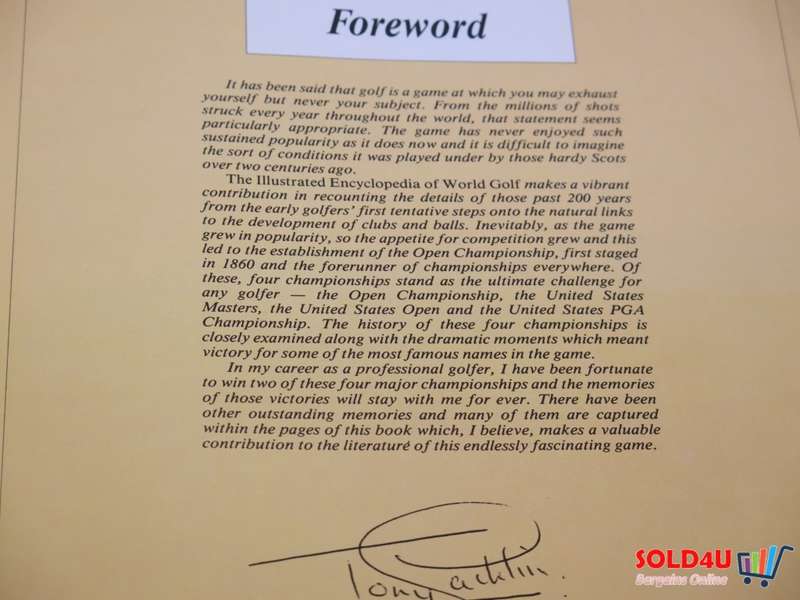 Foreword
It has been said that golf is a game at which you may exhaust
yourself but never your subject. From the millions of shots
struck every year throughout the world, that statement seems
particularly appropriate. The game has never enjoyed such
sustained popularity as it does now and it is difficult to imagine
the sort of conditions it was played under by those hardy Scots
over two centuries ago.
The Illustrated Encyclopedia of World Golf makes a vibrant
contribution in recounting the details of those past 200 years
from the early golfers' first tentative steps onto the natural links
to the development of clubs and balls. Inevitably, as the game
grew in popularity, so the appetite for competition grew and this
led to the establishment of the Open Championship, first staged
in 1860 and the forerunner of championships everywhere. Of
these, four championships stand as the ultimate challenge for
any golfer — the Open Championship, the United States
Masters, the United States Open and the United States PGA
Championship. The history of these four championships is
closely examined along with the dramatic moments which meant
victory for some of the most famous names in the game.
In my career as a professional golfer, I have been fortunate
to win two of these four major championships and the memories
of those victories will stay with me for ever. There have been
other outstanding memories and many of them are captured
within the pages of this book which, I believe, makes a valuable
contribution to the literature of this endlessly fascinating game.
Tony Jacklin.
SOLD4U
Bargains Online